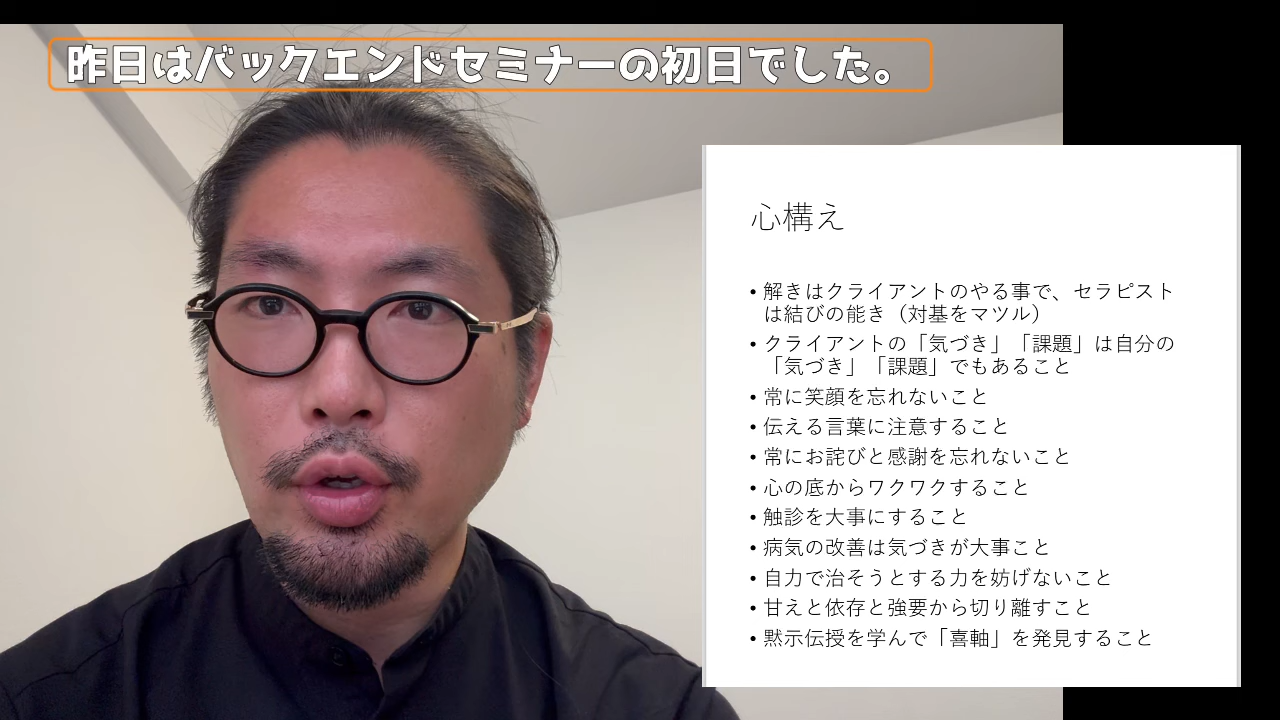 昨日はバックエンドセミナーの初日でした。
心構え
• 解きはクライアントのやる事で、セラピスト
は結びの能き（対基をマツル）
• クライアントの「気づき」「課題」は自分の
「気づき」「課題」でもあること
• 常に笑顔を忘れないこと
• 伝える言葉に注意すること
• 常にお詫びと感謝を忘れないこと
• 心の底からワクワクすること
• 触診を大事にすること
• 病気の改善は気づきが大事こと
• 自力で治そうとする力を妨げないこと
• 甘えと依存と強要から切り離すこと
• 黙示伝授を学んで「喜軸」を発見すること